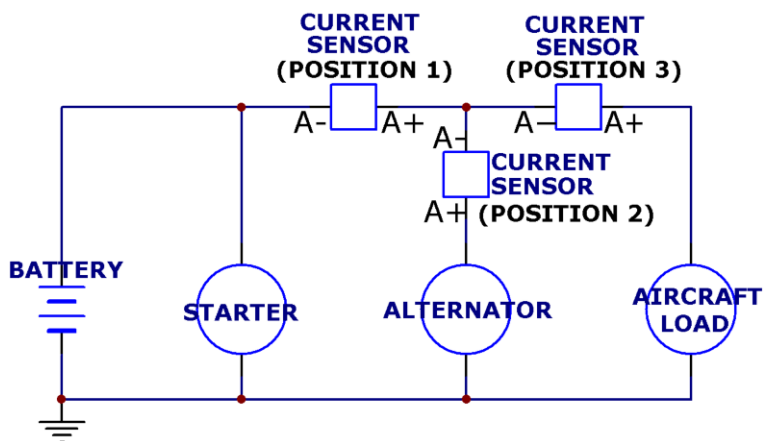 CURRENT
SENSOR
(POSITION 1)
CURRENT
SENSOR
(POSITION 3)
A-
A+
A-
A+
A-
CURRENT
SENSOR
(POSITION 2)
A+
BATTERY
STARTER
ALTERNATOR
AIRCRAFT
LOAD